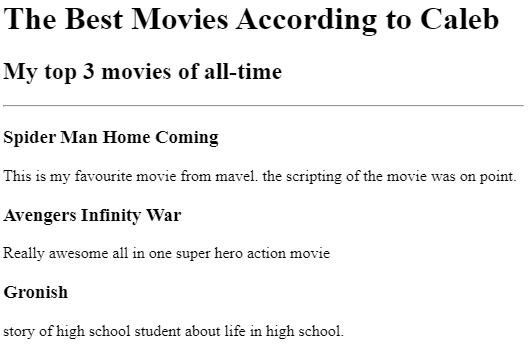 The Best Movies According to Caleb
My top 3 movies of all-time
Spider Man Home Coming
This is my favourite movie from mavel. the scripting of the movie was on point.
Avengers Infinity War
Really awesome all in one super hero action movie
Gronish
story of high school student about life in high school.